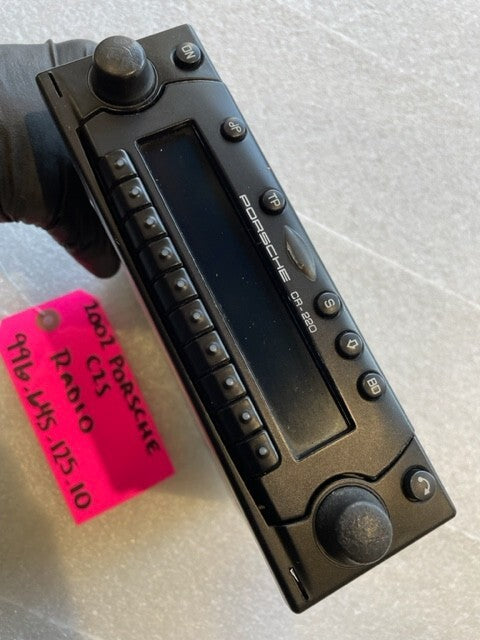 ON
dP
TP
PORSCHE
CR-220
S
BD
2002 PORSCHE
C2S
RADIO
996.645.125.10